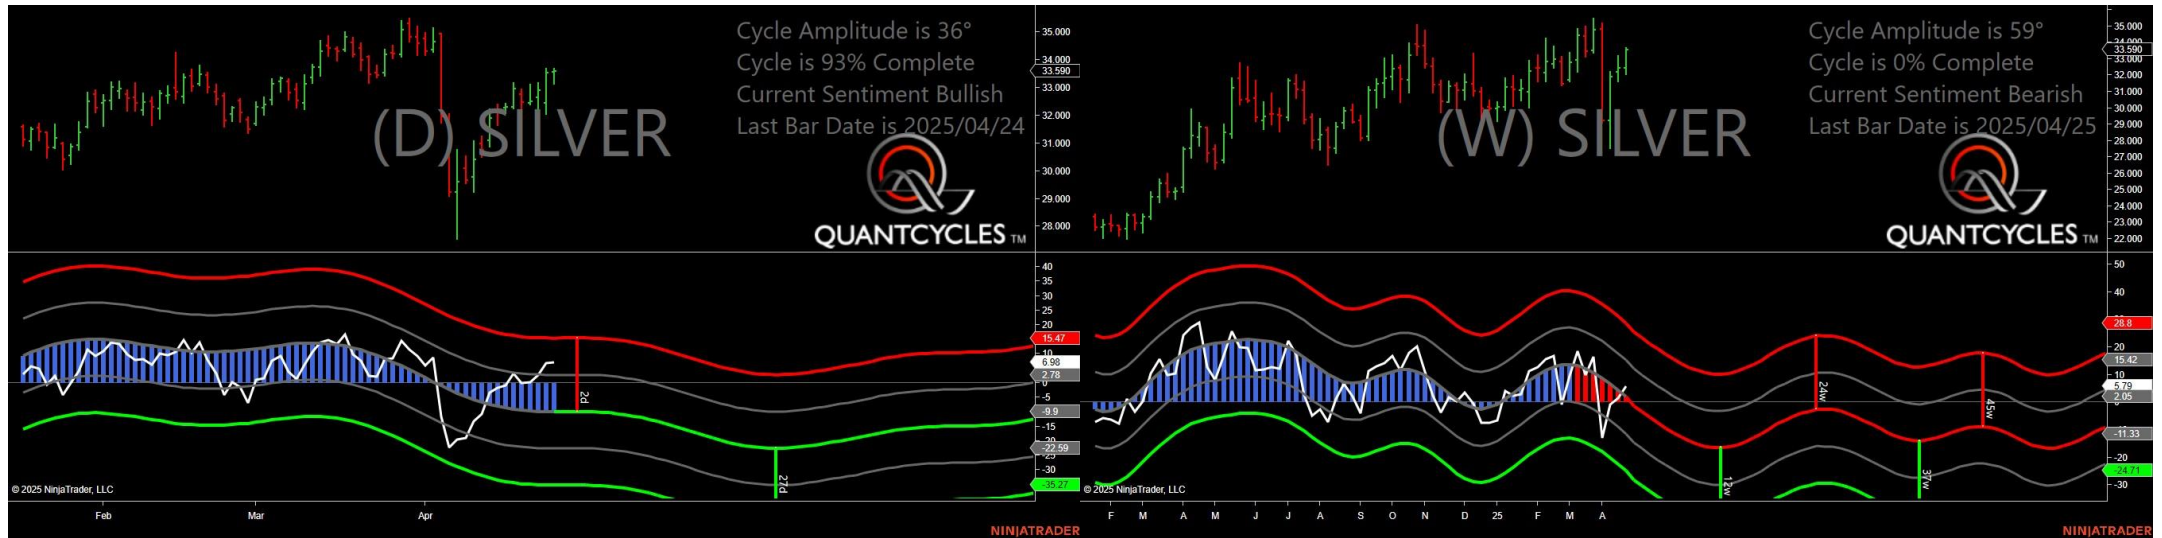 Cycle Amplitude is 36°
Cycle is 93% Complete
Current Sentiment Bullish
Last Bar Date is 2025/04/24
(D) SILVER
QUANTCYCLES TM
35.000
34.000
33.590
33.000
32.000
31.000
30.000
29.000
28.000
40
35
30
25
20
15.47
10
6.98
2.78
0
-5
-9.9
-15
-22.59
-30
-35.27
2d
27d
© 2025 NinjaTrader, LLC
Feb Mar Apr
NINJATRADER
Cycle Amplitude is 59°
Cycle is 0% Complete
Current Sentiment Bearish
Last Bar Date is 2025/04/25
(W) SILVER
QUANTCYCLES TM
35.000
34.000
33.590
33.000
32.000
31.000
30.000
29.000
28.000
27.000
26.000
25.000
24.000
23.000
22.000
50
40
28.8
20
15.42
10
5.79
2.05
-11.33
-24.71
-30
24w
45w
12w
37w
© 2025 NinjaTrader, LLC
F M A M J J A S O N D 25 F M A
NINJATRADER